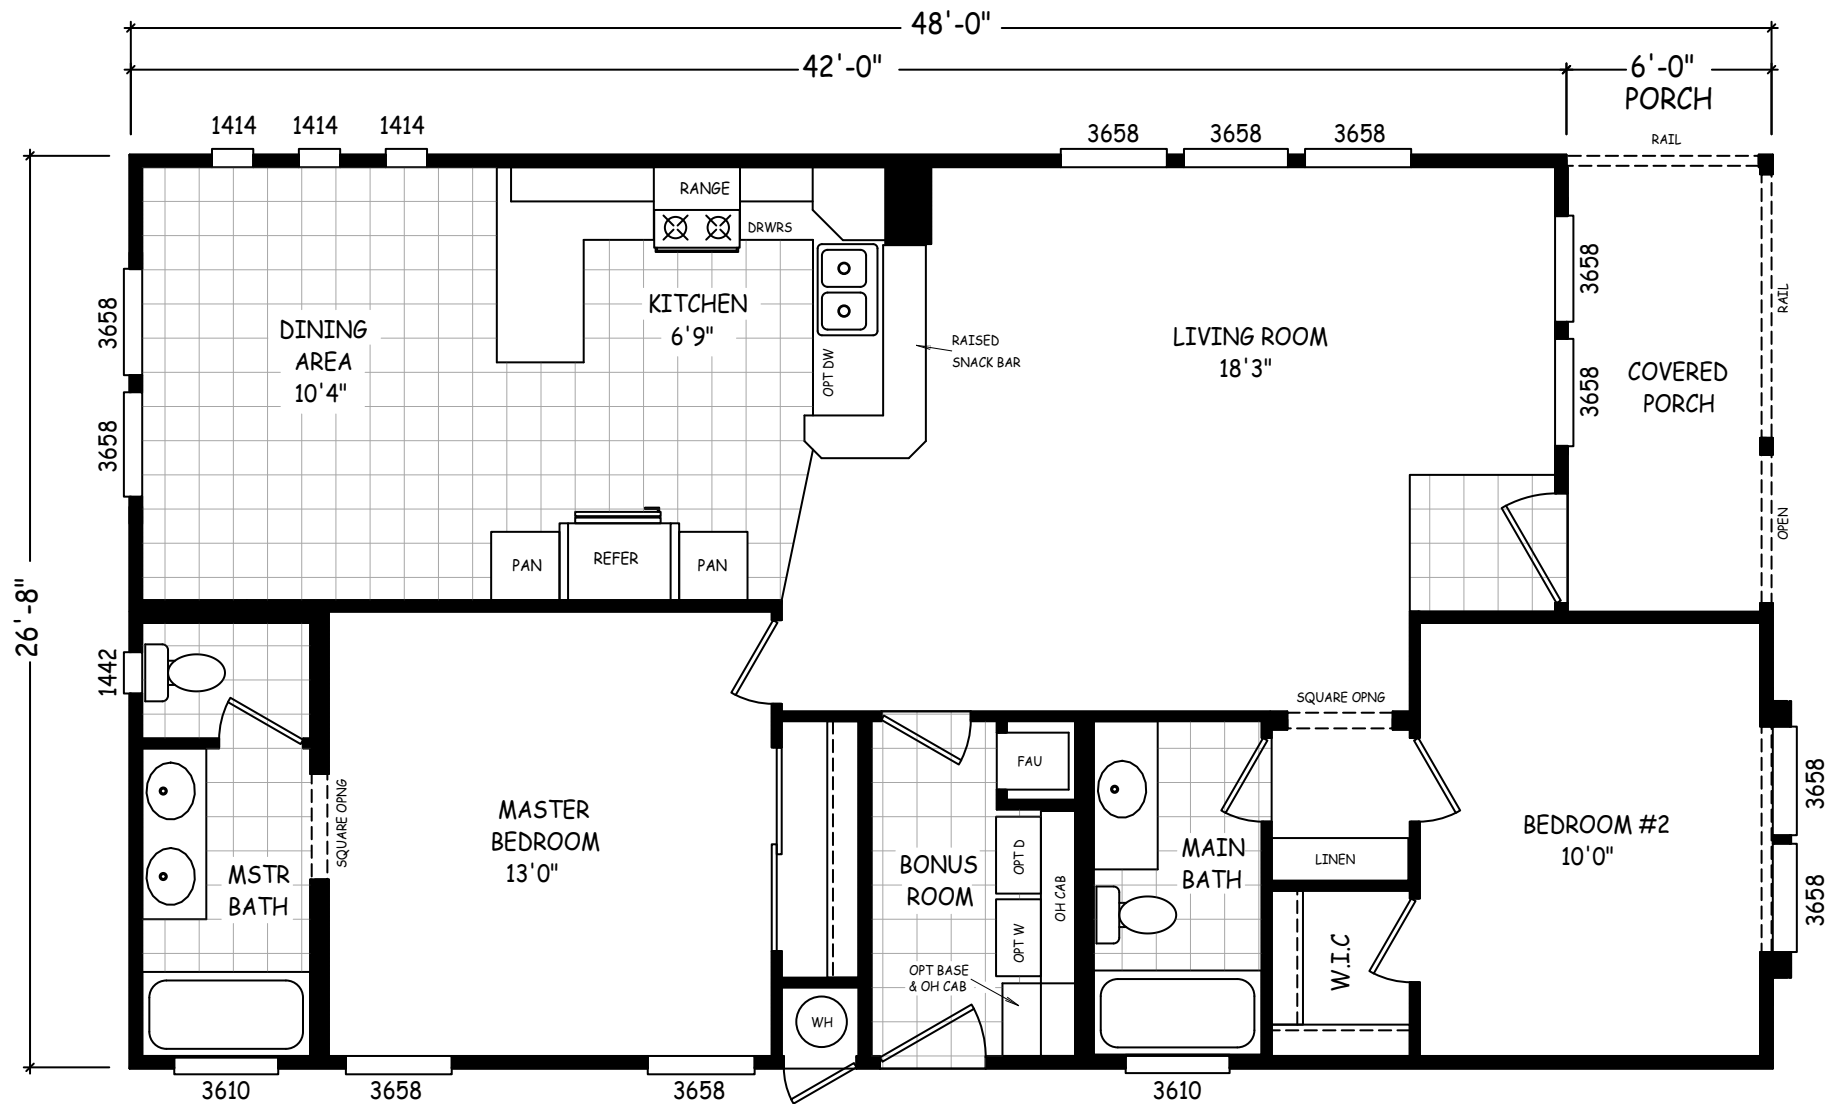 48'-0"
42'-0"
6'-0"
PORCH
RAIL
1414
1414
1414
3658
3658
3658
RANGE
DRWRS
KITCHEN
6'9"
DINING
AREA
10'4"
3658
3658
OPT DW
RAISED
SNACK BAR
LIVING ROOM
18'3"
3658
3658
COVERED
PORCH
RAIL
OPEN
PAN
REFER
PAN
26'-8"
1442
SQUARE OPNG
MSTR
BATH
MASTER
BEDROOM
13'0"
SQUARE OPNG
FAU
BONUS
ROOM
OPT D
OPT W
OH CAB
OPT BASE
& OH CAB
WH
MAIN
BATH
LINEN
W.I.C
BEDROOM #2
10'0"
3658
3658
3610
3658
3658
3610